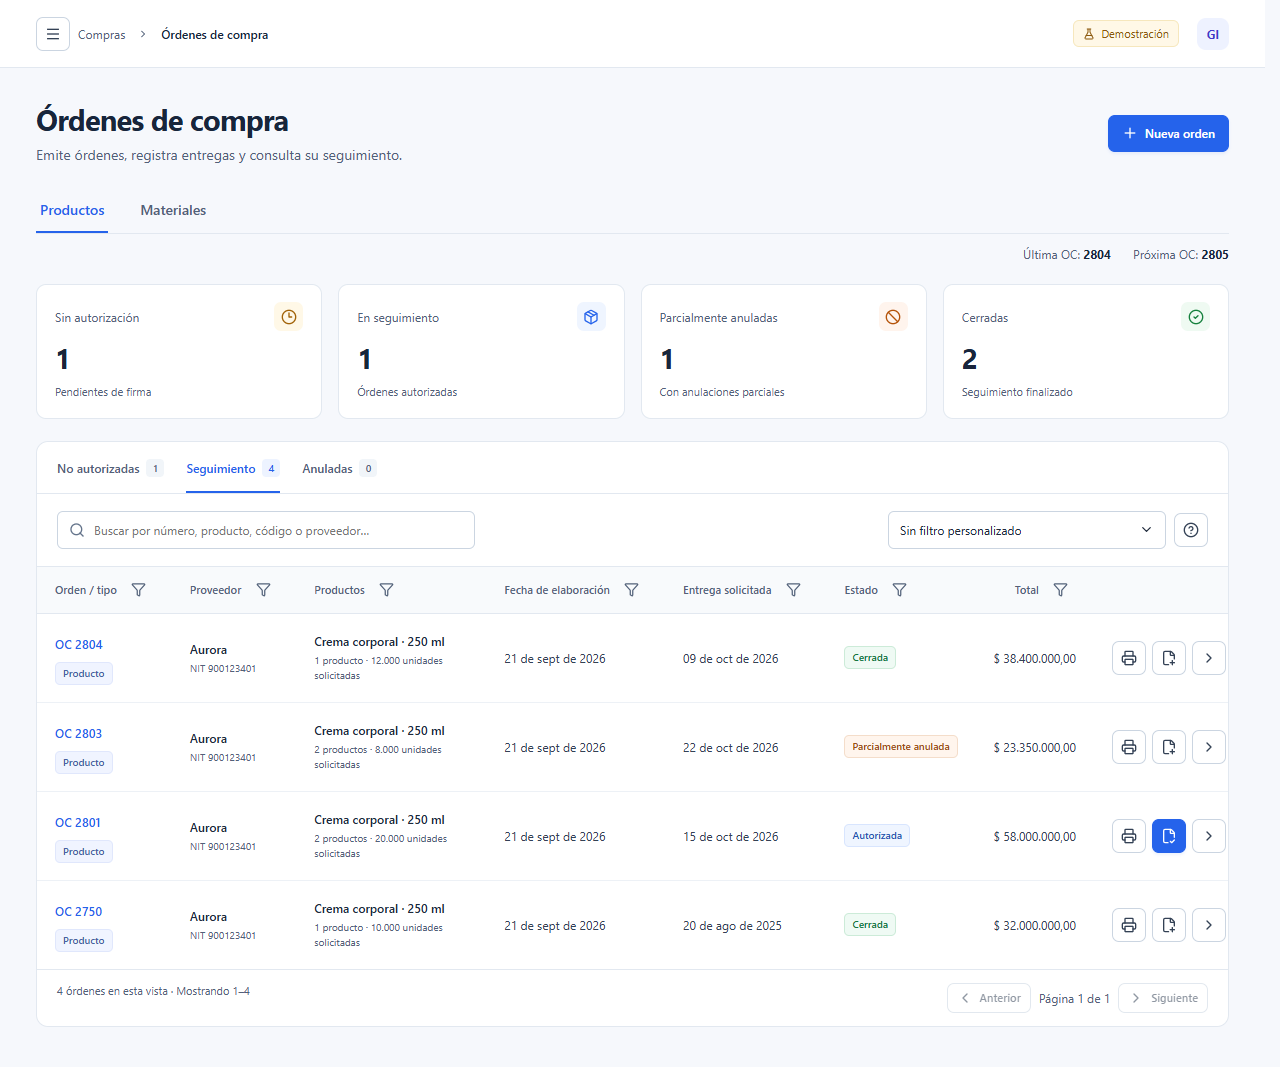 Compras > Órdenes de compra
Demostración
GI
Órdenes de compra
Emite órdenes, registra entregas y consulta su seguimiento.
Nueva orden
Productos
Materiales
Última OC: 2804
Próxima OC: 2805
Sin autorización
1
Pendientes de firma
En seguimiento
1
Órdenes autorizadas
Parcialmente anuladas
1
Con anulaciones parciales
Cerradas
2
Seguimiento finalizado
No autorizadas 1
Seguimiento 4
Anuladas 0
Buscar por número, producto, código o proveedor...
Sin filtro personalizado
Orden / tipo
Proveedor
Productos
Fecha de elaboración
Entrega solicitada
Estado
Total
OC 2804
Producto
Aurora
NIT 900123401
Crema corporal · 250 ml
1 producto · 12.000 unidades
solicitadas
21 de sept de 2026
09 de oct de 2026
Cerrada
$ 38.400.000,00
OC 2803
Producto
Aurora
NIT 900123401
Crema corporal · 250 ml
2 productos · 8.000 unidades
solicitadas
21 de sept de 2026
22 de oct de 2026
Parcialmente anulada
$ 23.350.000,00
OC 2801
Producto
Aurora
NIT 900123401
Crema corporal · 250 ml
2 productos · 20.000 unidades
solicitadas
21 de sept de 2026
15 de oct de 2026
Autorizada
$ 58.000.000,00
OC 2750
Producto
Aurora
NIT 900123401
Crema corporal · 250 ml
1 producto · 10.000 unidades
solicitadas
21 de sept de 2026
20 de ago de 2025
Cerrada
$ 32.000.000,00
4 órdenes en esta vista · Mostrando 1–4
Anterior
Página 1 de 1
Siguiente